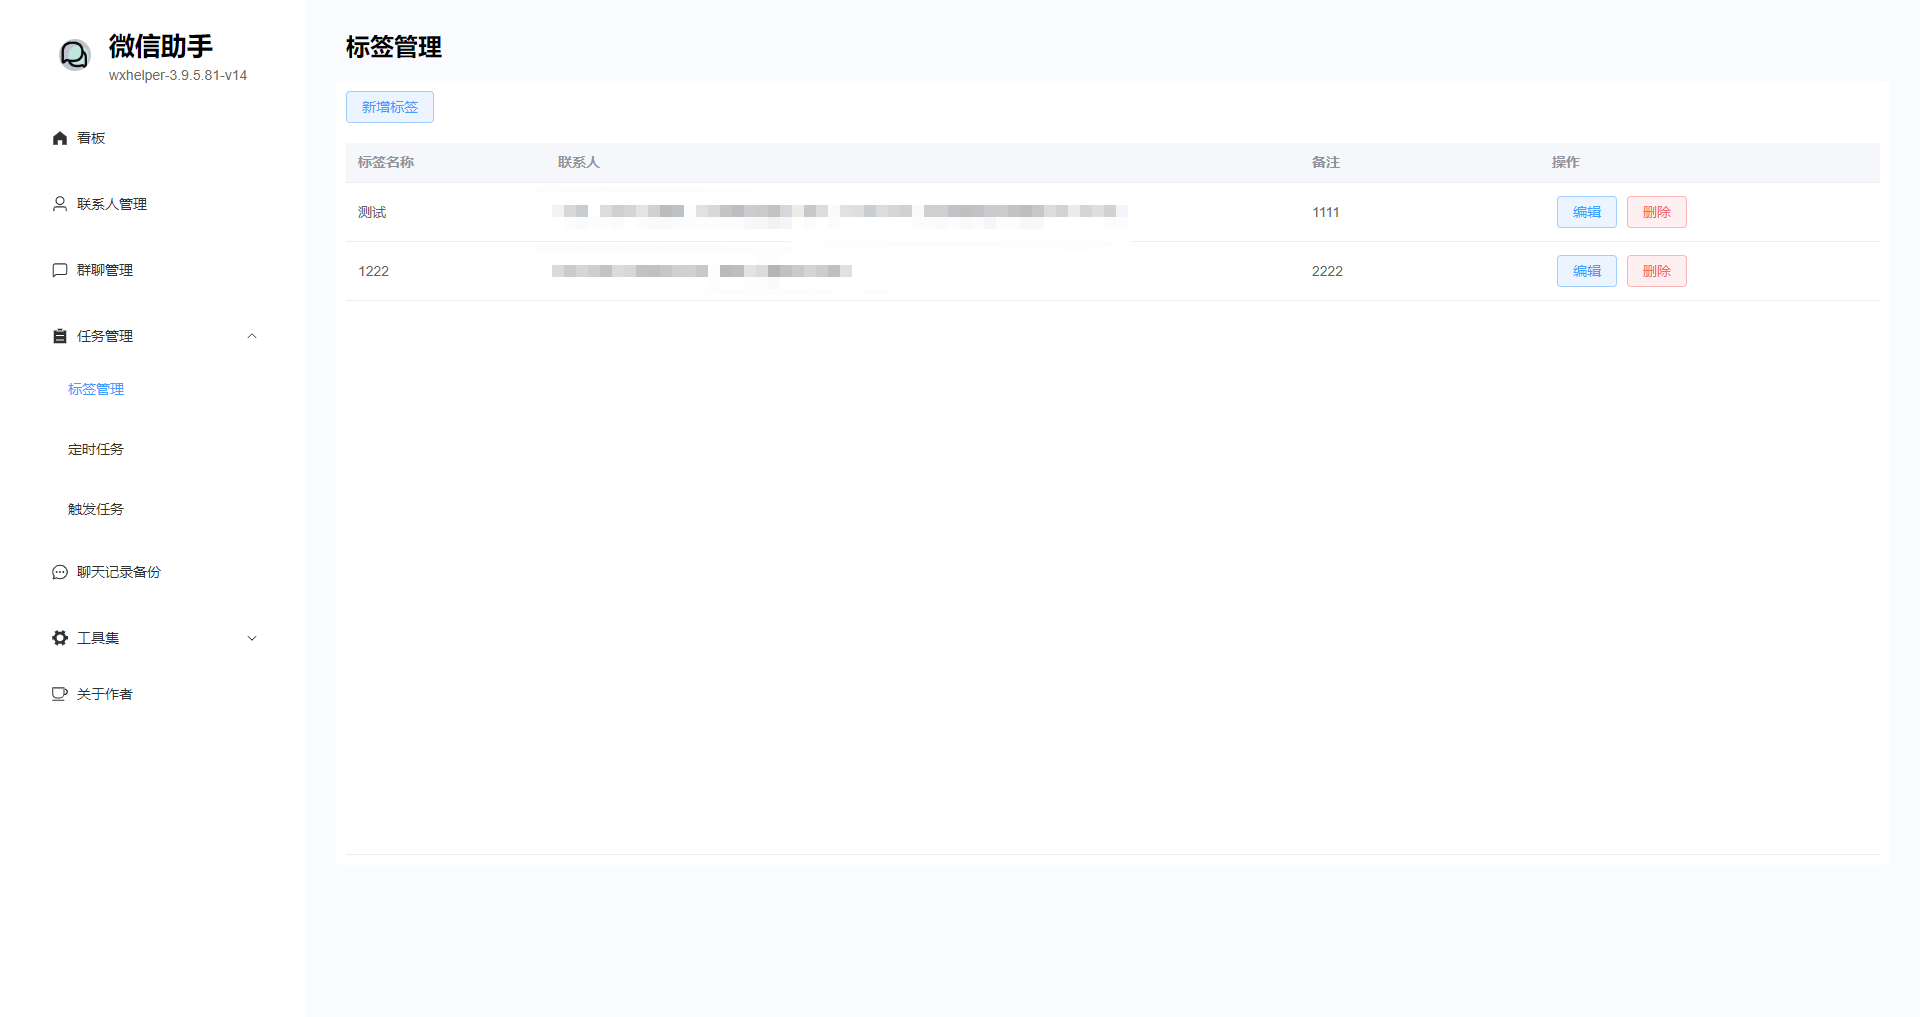 微信助手
wxhelper-3.9.5.81-v14
看板
联系人管理
群聊管理
任务管理
标签管理
定时任务
触发任务
聊天记录备份
工具集
关于作者
标签管理
新增标签
标签名称 联系人 备注 操作
测试 1111 编辑 删除
1222 2222 编辑 删除